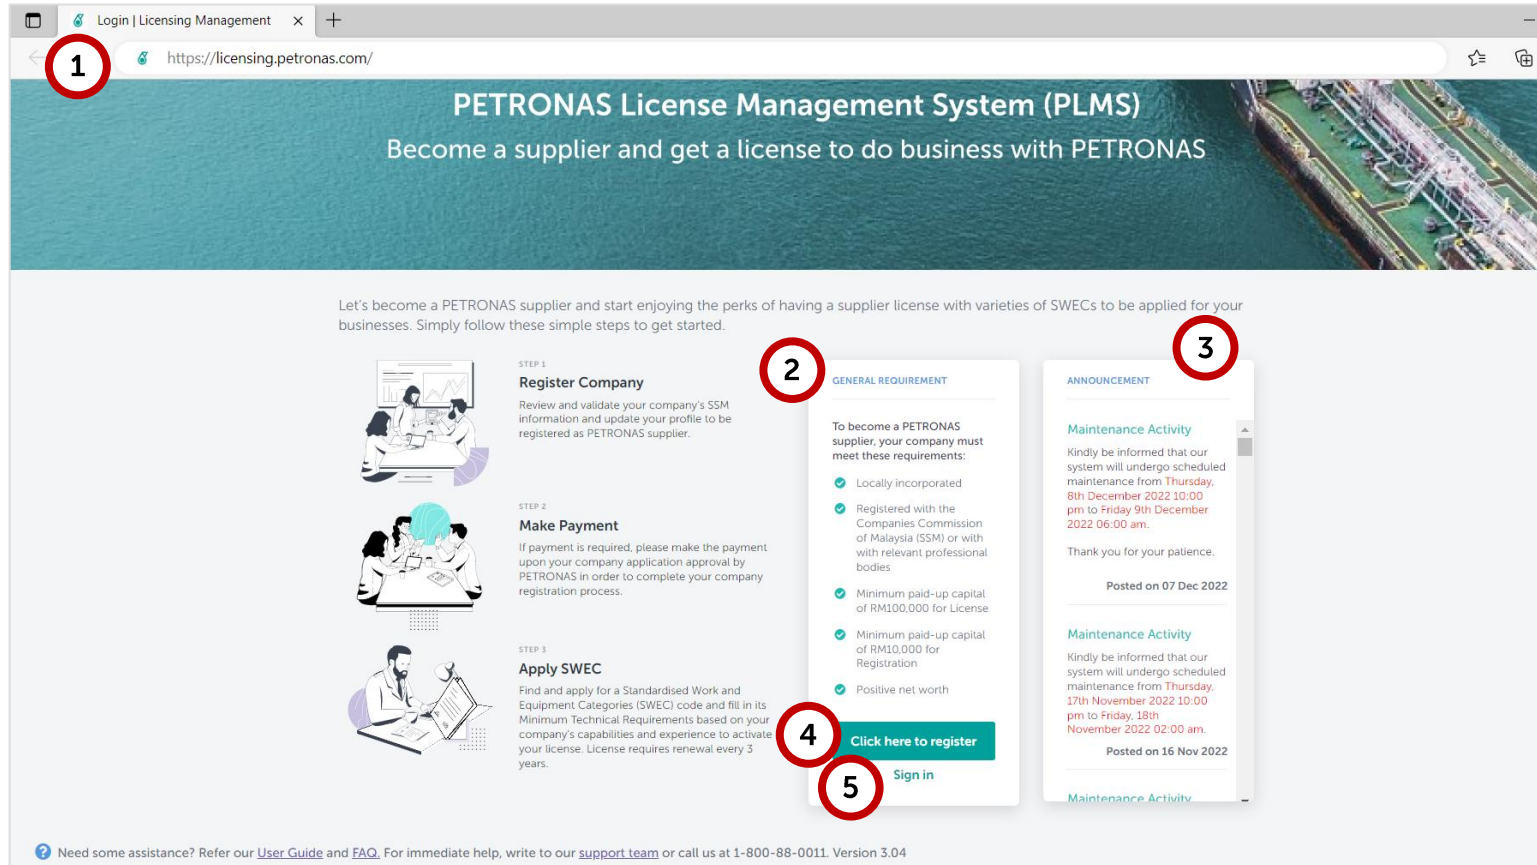 Login | Licensing Management
1
https://licensing.petronas.com/
PETRONAS License Management System (PLMS)
Become a supplier and get a license to do business with PETRONAS
Let's become a PETRONAS supplier and start enjoying the perks of having a supplier license with varieties of SWECs to be applied for your
businesses. Simply follow these simple steps to get started.
STEP 1
Register Company
Review and validate your company's SSM
information and update your profile to be
registered as PETRONAS supplier.
STEP 2
Make Payment
If payment is required, please make the payment
upon your company application approval by
PETRONAS in order to complete your company
registration process.
STEP 3
Apply SWEC
Find and apply for a Standardised Work and
Equipment Categories (SWEC) code and fill in its
Minimum Technical Requirements based on your
company's capabilities and experience to activate
your license. License requires renewal every 3
years.
2
GENERAL REQUIREMENT
To become a PETRONAS
supplier, your company must
meet these requirements:
Locally incorporated
Registered with the
Companies Commission
of Malaysia (SSM) or with
with relevant professional
bodies
Minimum paid-up capital
of RM100,000 for License
Minimum paid-up capital
of RM10,000 for
Registration
Positive net worth
4
Click here to register
5
Sign in
3
ANNOUNCEMENT
Maintenance Activity
Kindly be informed that our
system will undergo scheduled
maintenance from Thursday,
8th December 2022 10:00
pm to Friday 9th December
2022 06:00 am.
Thank you for your patience.
Posted on 07 Dec 2022
Maintenance Activity
Kindly be informed that our
system will undergo scheduled
maintenance from Thursday,
17th November 2022 10:00
pm to Friday, 18th
November 2022 02:00 am.
Posted on 16 Nov 2022
Maintenance Activity
Need some assistance? Refer our User Guide and FAQ. For immediate help, write to our support team or call us at 1-800-88-0011. Version 3.04